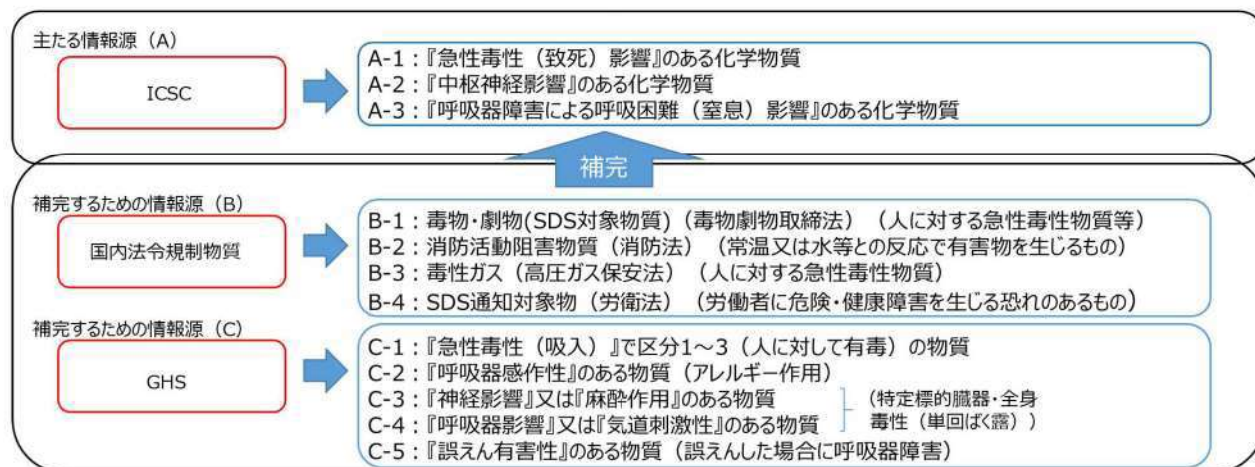 主たる情報源（A）
ICSC
A-1：『急性毒性（致死）影響』のある化学物質
A-2：『中枢神経影響』のある化学物質
A-3：『呼吸器障害による呼吸困難（窒息）影響』のある化学物質
補完
補完するための情報源（B）
国内法令規制物質
B-1：毒物・劇物(SDS対象物質)（毒物劇物取締法）（人に対する急性毒性物質等）
B-2：消防活動阻害物質（消防法）（常温又は水等との反応で有害物を生じるもの）
B-3：毒性ガス（高圧ガス保安法）（人に対する急性毒性物質）
B-4：SDS通知対象物（労衛法）（労働者に危険・健康障害を生じる恐れのあるもの）
補完するための情報源（C）
GHS
C-1：『急性毒性（吸入）』で区分1～3（人に対して有毒）の物質
C-2：『呼吸器感作性』のある物質（アレルギー作用）
C-3：『神経影響』又は『麻酔作用』のある物質
C-4：『呼吸器影響』又は『気道刺激性』のある物質
（特定標的臓器・全身
毒性（単回ばく露））
C-5：『誤えん有害性』のある物質（誤えんした場合に呼吸器障害）